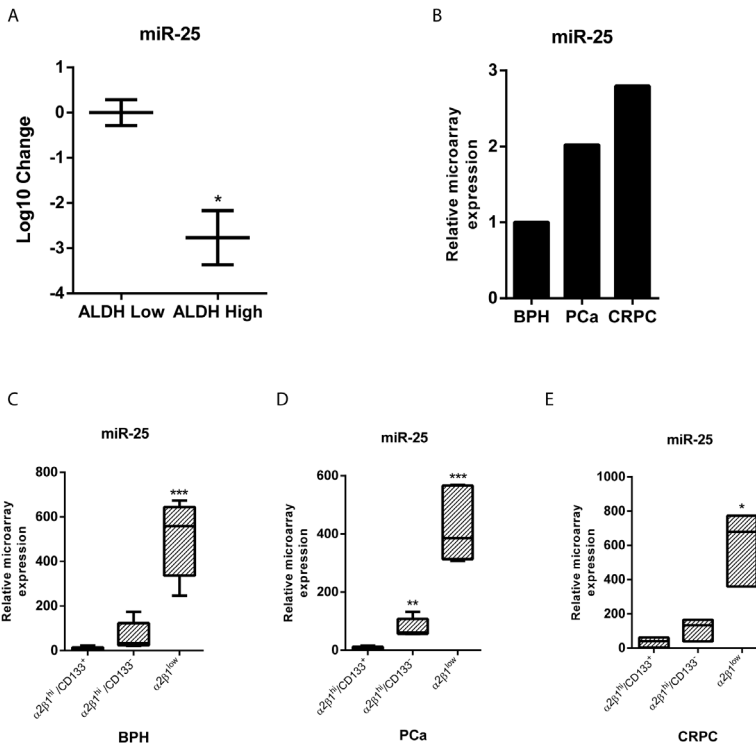 A
miR-25
Log10 Change
0
-1
-2
-3
-4
*
ALDH Low
ALDH High
B
miR-25
Relative microarray
expression
3
2
1
0
BPH
PCa
CRPC
C
miR-25
Relative microarray
expression
800
600
400
200
0
***
α2β1hi/CD133+
α2β1hi/CD133-
α2β1low
BPH
D
miR-25
Relative microarray
expression
600
400
200
0
**
***
α2β1hi/CD133+
α2β1hi/CD133-
α2β1low
PCa
E
miR-25
Relative microarray
expression
1000
800
600
400
200
0
*
α2β1hi/CD133+
α2β1hi/CD133-
α2β1low
CRPC